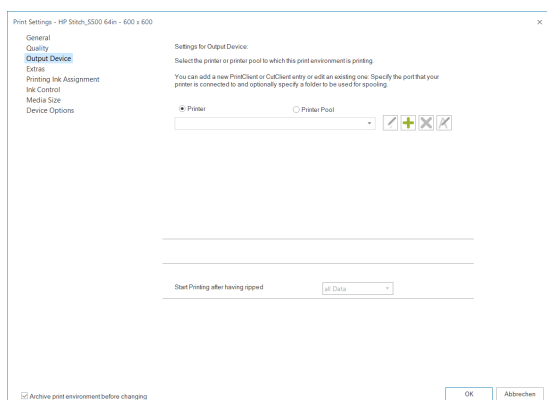 Print Settings - HP Stitch_S500 64in - 600 x 600
General
Quality
Output Device
Extras
Printing Ink Assignment
Ink Control
Media Size
Device Options
Settings for Output Device:
Select the printer or printer pool to which this print environment is printing.
You can add a new PrintClient or CutClient entry or edit an existing one: Specify the port that your
printer is connected to and optionally specify a folder to be used for spooling.
Printer
Printer Pool
Start Printing after having ripped
all Data
Archive print environment before changing
OK
Abbrechen